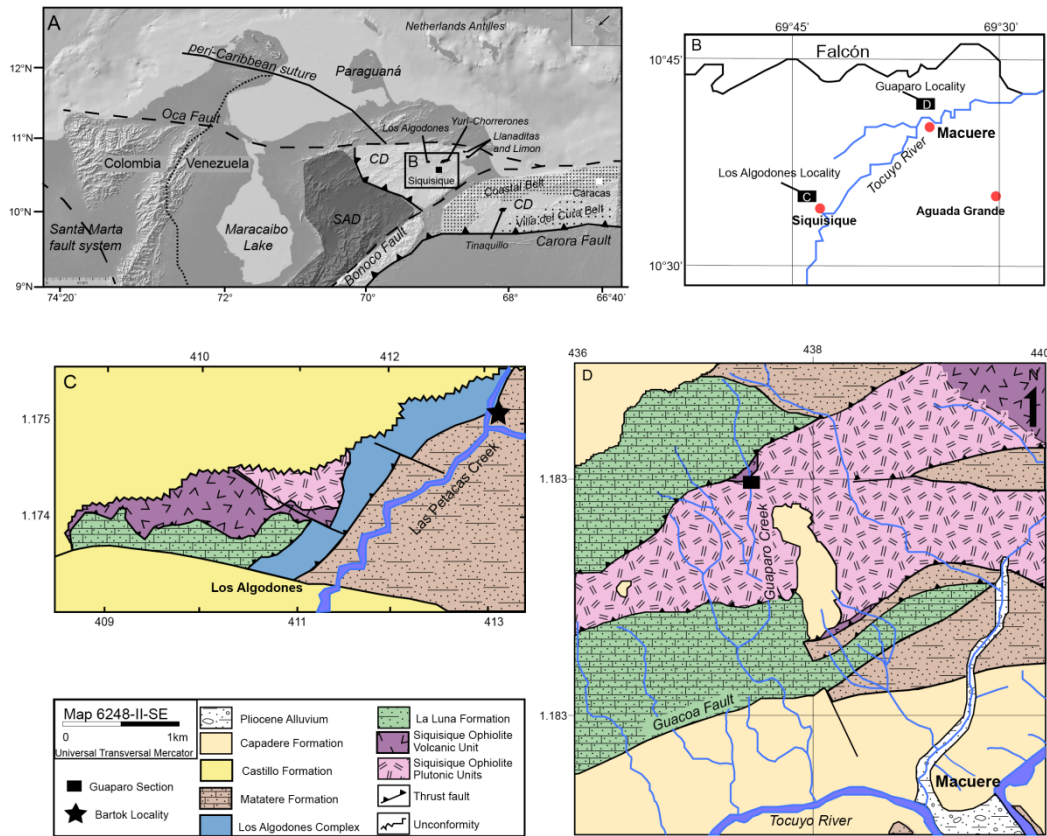 A
Netherlands Antilles
12°N
peri-Caribbean suture
Paraguaná
Oca Fault
Los Algodones
Yuri-Chorrerones
11°N
Llanaditas
and Limon
Colombia
Venezuela
CD
B
Siquisique
Coastal Belt
Caracas
10°N
SAD
CD
Villa del Cura Belt
Santa Marta
fault system
Maracaibo
Lake
Bonoco Fault
Tinaquillo
Carora Fault
9°N
74°20'
72°
70°
68°
66°40'
69°45'
69°30'
B
10°45'
Falcón
Guaparo Locality
D
Macuere
Tocuyo River
Los Algodones Locality
C
Siquisique
Aguada Grande
10°30'
410
412
C
1.175
Las Petacas Creek
1.174
Los Algodones
409
411
413
436
438
440
D
N
1.183
Guaparo Creek
Guacoa Fault
1.183
Macuere
Tocuyo River
Map 6248-II-SE
0
1km
Universal Transversal Mercator
Guaparo Section
Bartok Locality
Pliocene Alluvium
Capadere Formation
Castillo Formation
Matatere Formation
Los Algodones Complex
La Luna Formation
Siquisique Ophiolite
Volcanic Unit
Siquisique Ophiolite
Plutonic Units
Thrust fault
Unconformity